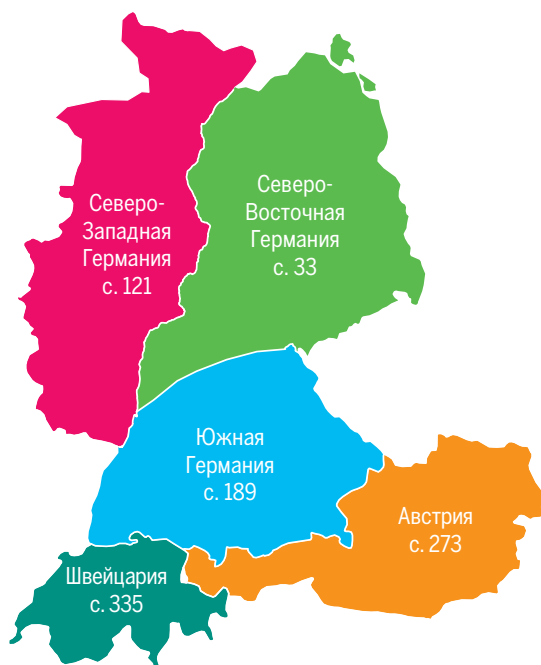 Северо-
Западная
Германия
с. 121
Северо-
Восточная
Германия
с. 33
Южная
Германия
с. 189
Австрия
с. 273
Швейцария
с. 335